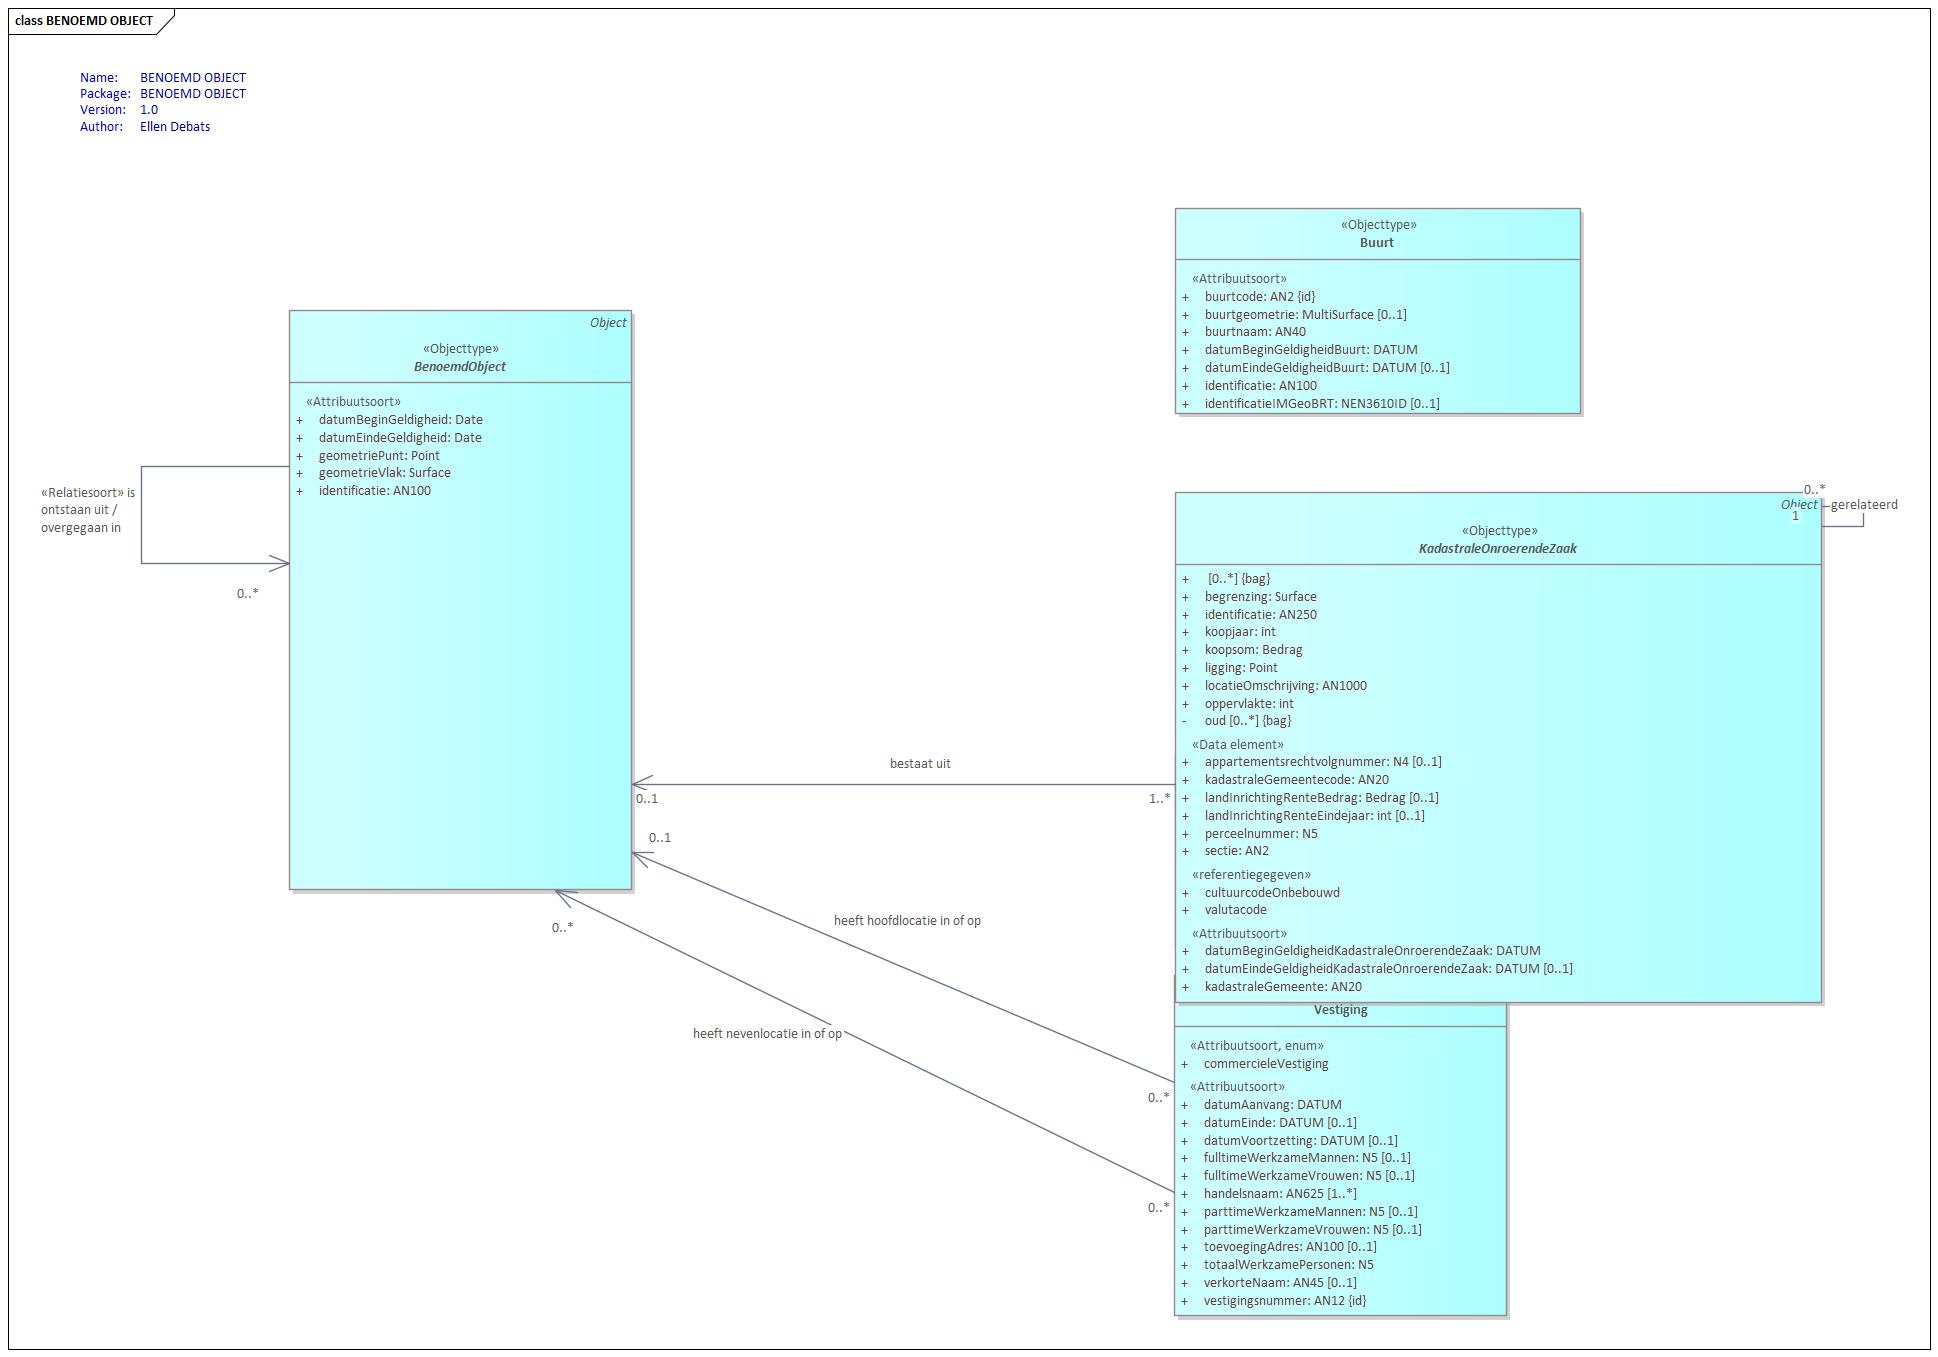 class BENOEMD OBJECT
Name: BENOEMD OBJECT
Package: BENOEMD OBJECT
Version: 1.0
Author: Ellen Debats
«Objecttype»
Buurt
«Attribuutsoort»
+ buurtcode: AN2 {id}
+ buurtgeometrie: MultiSurface [0..1]
+ buurtnaam: AN40
+ datumBeginGeldigheidBuurt: DATUM
+ datumEindeGeldigheidBuurt: DATUM [0..1]
+ identificatie: AN100
+ identificatieIMGeoBRT: NEN3610ID [0..1]
Object
«Objecttype»
BenoemdObject
«Attribuutsoort»
+ datumBeginGeldigheid: Date
+ datumEindeGeldigheid: Date
+ geometriePunt: Point
+ geometrieVlak: Surface
+ identificatie: AN100
«Relatiesoort» is
ontstaan uit /
overgegaan in
0..*
0..*
Object
1
gerelateerd
«Objecttype»
KadastraleOnroerendeZaak
+ [0..*] {bag}
+ begrenzing: Surface
+ identificatie: AN250
+ koopjaar: int
+ koopsom: Bedrag
+ ligging: Point
+ locatieOmschrijving: AN1000
+ oppervlakte: int
- oud [0..*] {bag}
«Data element»
+ appartementsrechtvolgnummer: N4 [0..1]
+ kadastraleGemeentecode: AN20
+ landInrichtingRenteBedrag: Bedrag [0..1]
+ landInrichtingRenteEindejaar: int [0..1]
+ perceelnummer: N5
+ sectie: AN2
«referentiegegeven»
+ cultuurcodeOnbebouwd
+ valutacode
«Attribuutsoort»
+ datumBeginGeldigheidKadastraleOnroerendeZaak: DATUM
+ datumEindeGeldigheidKadastraleOnroerendeZaak: DATUM [0..1]
+ kadastraleGemeente: AN20
bestaat uit
0..1
1..*
0..1
heeft hoofdlocatie in of op
0..*
0..*
heeft nevenlocatie in of op
0..*
Vestiging
«Attribuutsoort, enum»
+ commercieleVestiging
«Attribuutsoort»
+ datumAanvang: DATUM
+ datumEinde: DATUM [0..1]
+ datumVoortzetting: DATUM [0..1]
+ fulltimeWerkzameMannen: N5 [0..1]
+ fulltimeWerkzameVrouwen: N5 [0..1]
+ handelsnaam: AN625 [1..*]
+ parttimeWerkzameMannen: N5 [0..1]
+ parttimeWerkzameVrouwen: N5 [0..1]
+ toevoegingAdres: AN100 [0..1]
+ totaalWerkzamePersonen: N5
+ verkorteNaam: AN45 [0..1]
+ vestigingsnummer: AN12 {id}